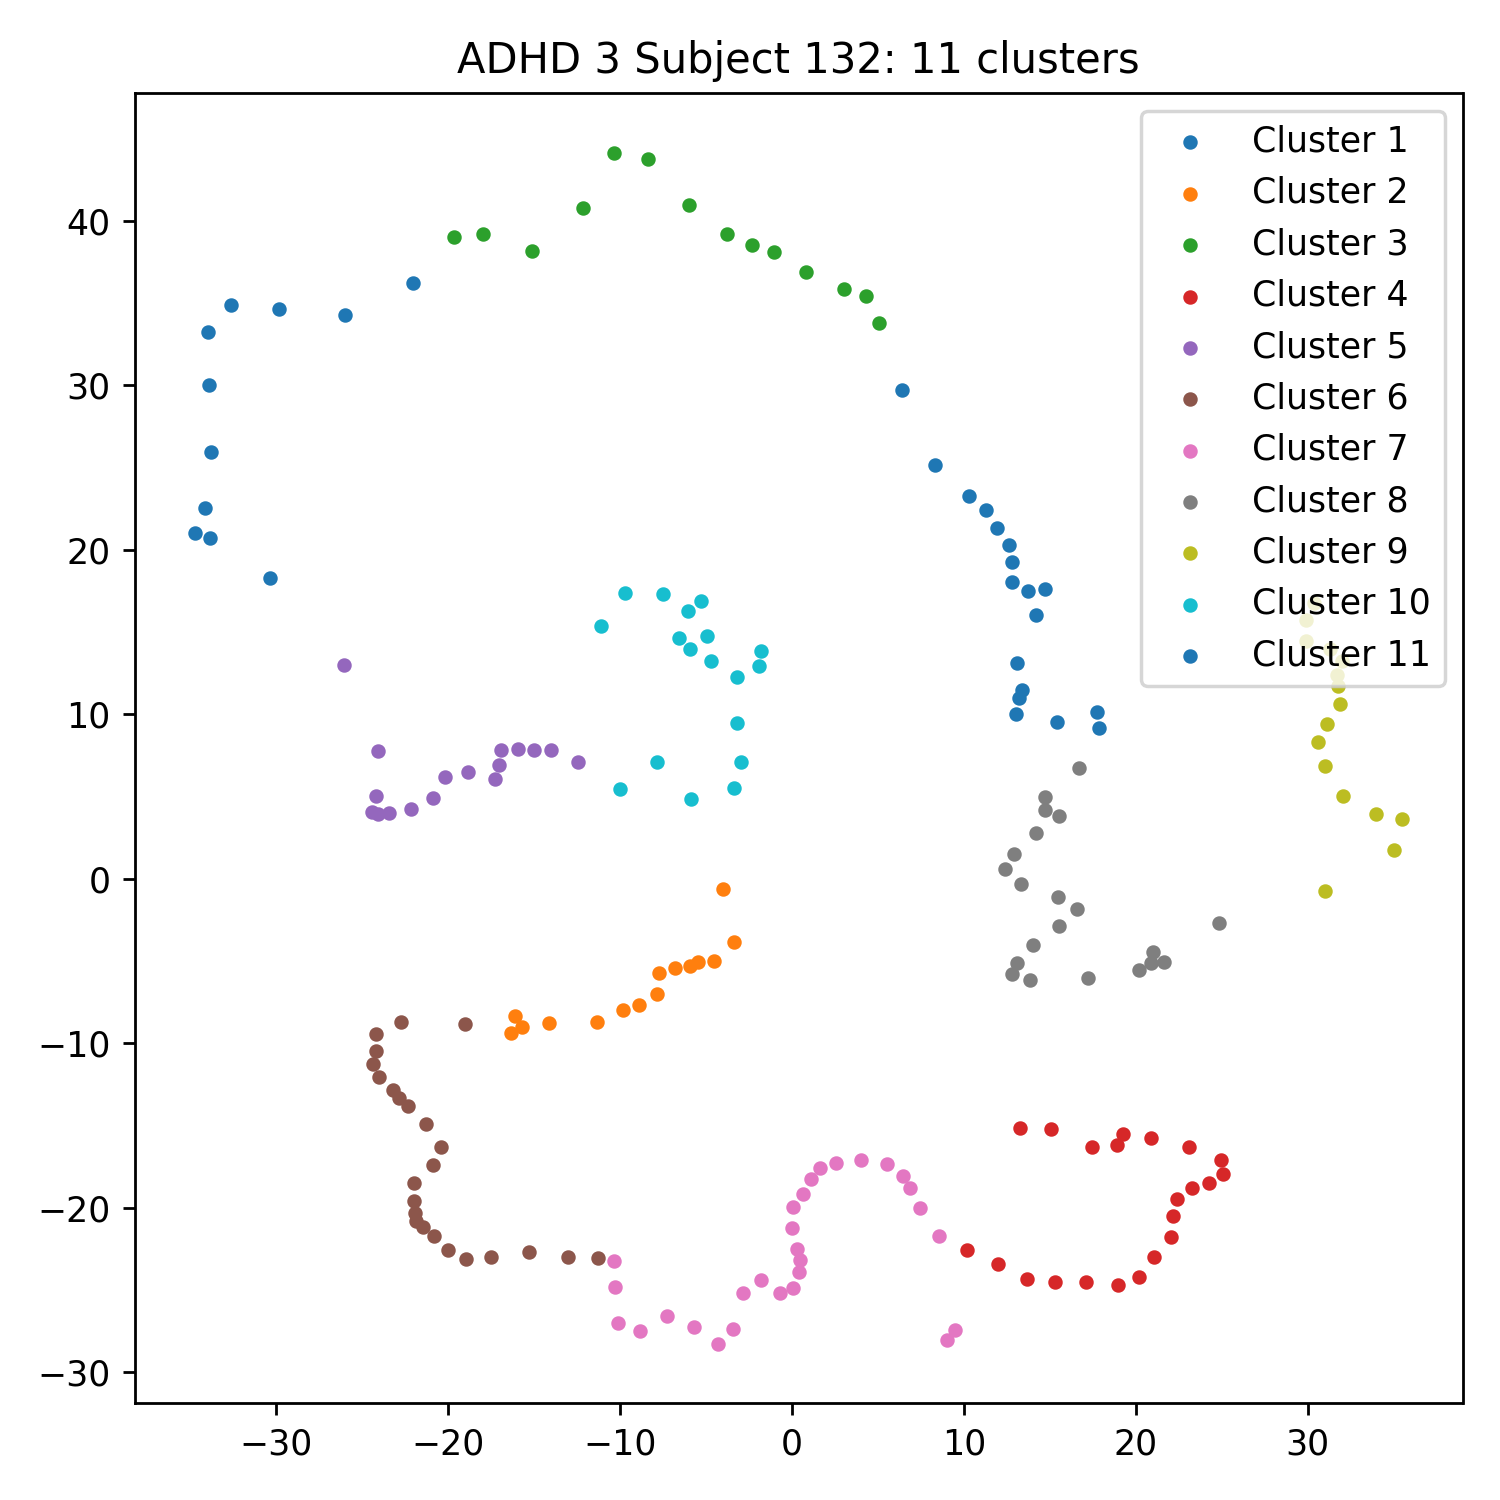 ADHD 3 Subject 132: 11 clusters
Cluster 1
Cluster 2
Cluster 3
Cluster 4
Cluster 5
Cluster 6
Cluster 7
Cluster 8
Cluster 9
Cluster 10
Cluster 11
40
30
20
10
0
−10
−20
−30
−30 −20 −10 0 10 20 30